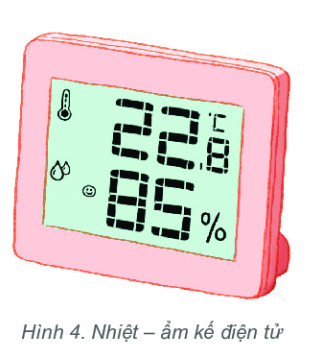 22.8 °C
85 %
Hình 4. Nhiệt – ẩm kế điện tử